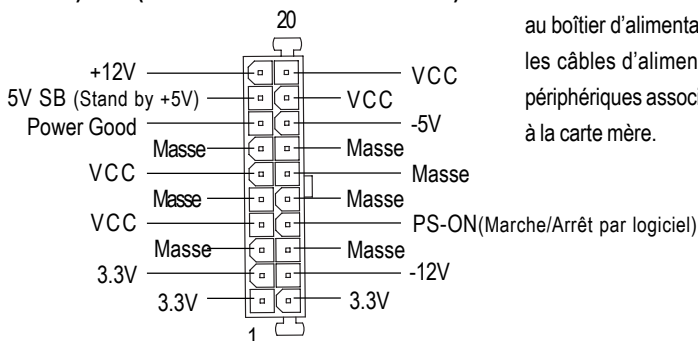 20
au boîtier d'alimenta
les câbles d'alimen
périphériques associ
à la carte mère.
+12V
VCC
5V SB (Stand by +5V)
VCC
Power Good
-5V
Masse
Masse
VCC
Masse
Masse
Masse
VCC
PS-ON(Marche/Arrêt par logiciel)
Masse
Masse
3.3V
-12V
3.3V
3.3V
1